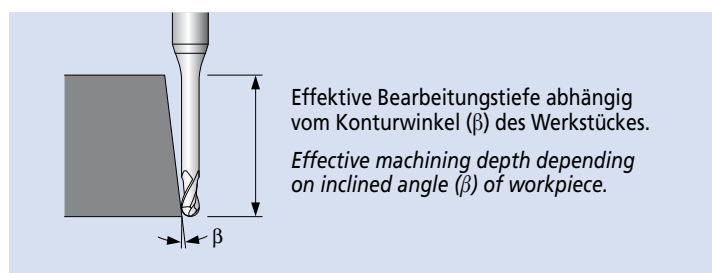 Effektive Bearbeitungstiefe abhängig
vom Konturwinkel (β) des Werkstückes.
Effective machining depth depending
on inclined angle (β) of workpiece.
β